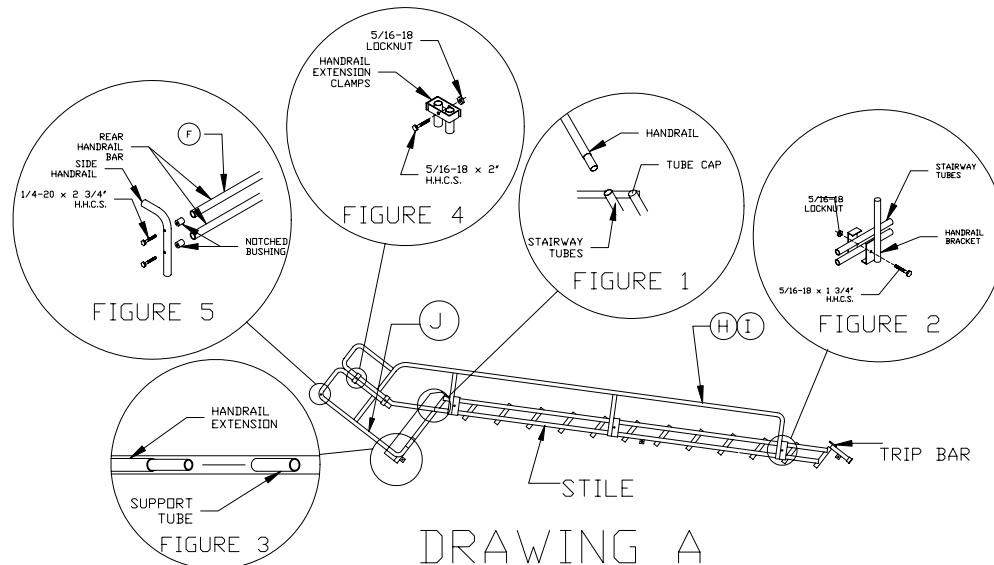 5/16-18
LOCKNUT
HANDRAIL
EXTENSION
CLAMPS
5/16-18 x 2"
H.H.C.S.
FIGURE 4
REAR
HANDRAIL
BAR
SIDE
HANDRAIL
1/4-20 x 2 3/4"
H.H.C.S.
F
NOTCHED
BUSHING
FIGURE 5
HANDRAIL
TUBE CAP
STAIRWAY
TUBES
FIGURE 1
STAIRWAY
TUBES
5/16-18
LOCKNUT
HANDRAIL
BRACKET
5/16-18 x 1 3/4"
H.H.C.S.
FIGURE 2
J
H I
HANDRAIL
EXTENSION
SUPPORT
TUBE
FIGURE 3
STILE
TRIP BAR
DRAWING A